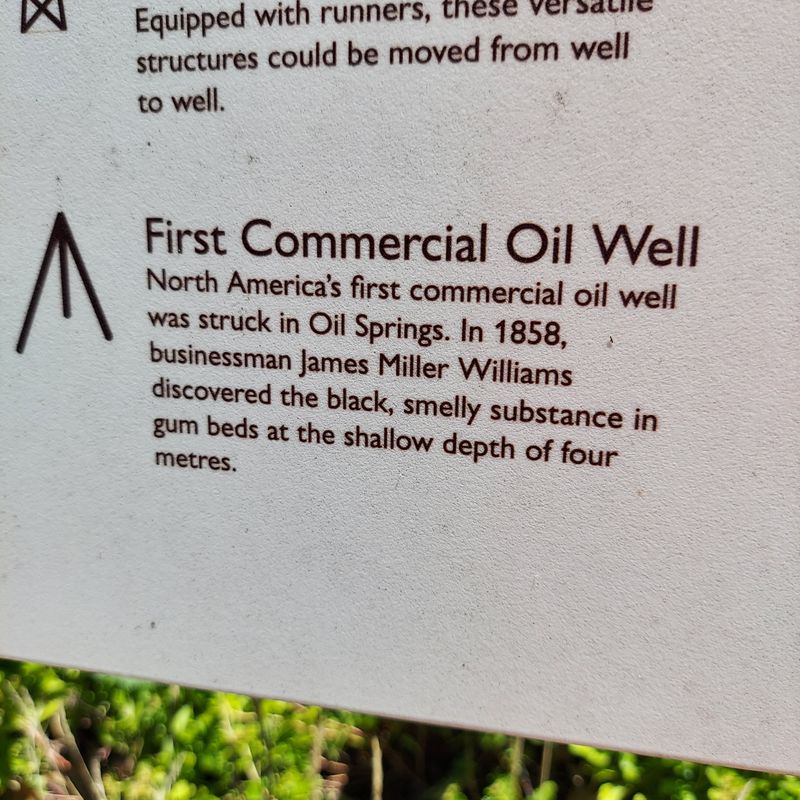 Equipped with runners, these versatile
structures could be moved from well
to well.
First Commercial Oil Well
North America's first commercial oil well
was struck in Oil Springs. In 1858,
businessman James Miller Williams
discovered the black, smelly substance in
gum beds at the shallow depth of four
metres.